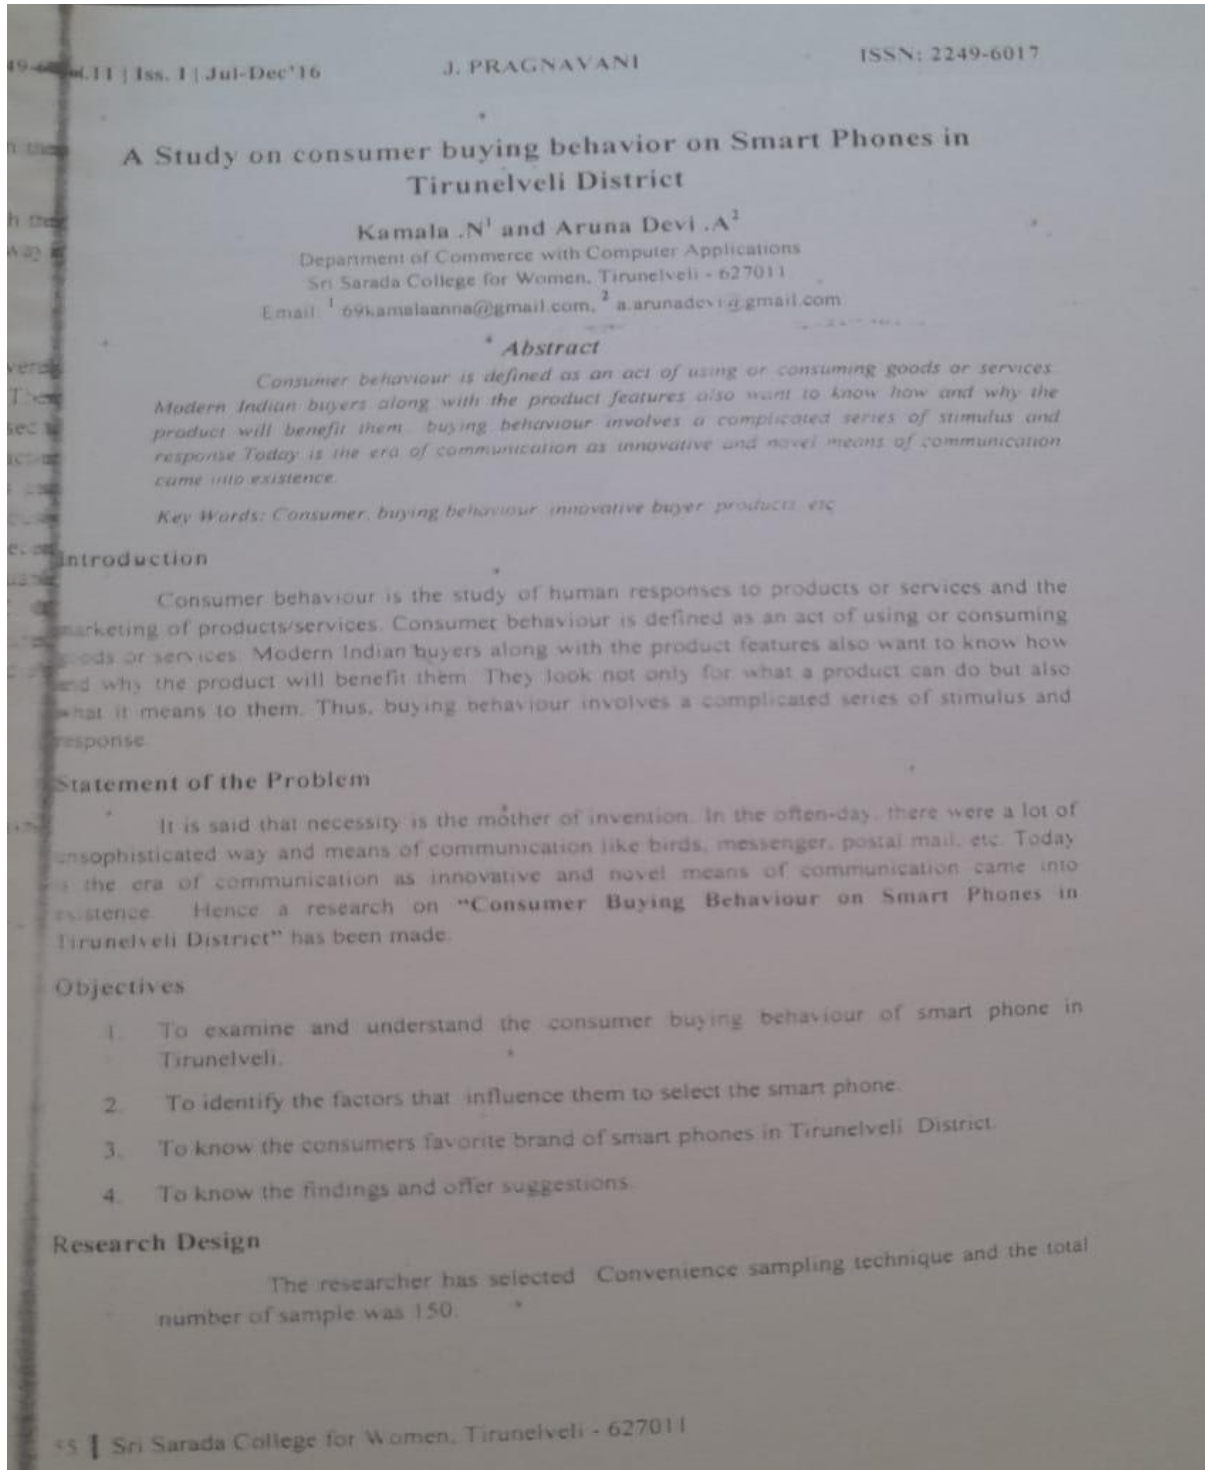 .11 | Iss. 1 | Jul-Dec'16 J. PRAGNAVANI ISSN: 2249-6017
A Study on consumer buying behavior on Smart Phones in
Tirunelveli District
Kamala .N1 and Aruna Devi .A2
Department of Commerce with Computer Applications
Sri Sarada College for Women, Tirunelveli - 627011
Email 1 69kamalaanna@gmail.com, 2 a.arunadevi@gmail.com
Abstract
Consumer behaviour is defined as an act of using or consuming goods or services
Modern Indian buyers along with the product features also want to know how and why the
product will benefit them buying behaviour involves a complicated series of stimulus and
response Today is the era of communication as innovative and novel means of communication
came into existence.
Key Words: Consumer, buying behaviour innovative buyer products, etc
Introduction
Consumer behaviour is the study of human responses to products or services and the
marketing of products/services. Consumer behaviour is defined as an act of using or consuming
goods or services. Modern Indian buyers along with the product features also want to know how
and why the product will benefit them. They look not only for what a product can do but also
what it means to them. Thus, buying behaviour involves a complicated series of stimulus and
response.
Statement of the Problem
It is said that necessity is the mother of invention. In the often-day, there were a lot of
unsophisticated way and means of communication like birds, messenger, postal mail, etc. Today
is the era of communication as innovative and novel means of communication came into
existence. Hence a research on “Consumer Buying Behaviour on Smart Phones in
Tirunelveli District” has been made.
Objectives
1. To examine and understand the consumer buying behaviour of smart phone in
Tirunelveli.
2. To identify the factors that influence them to select the smart phone.
3. To know the consumers favorite brand of smart phones in Tirunelveli District.
4. To know the findings and offer suggestions.
Research Design
The researcher has selected Convenience sampling technique and the total
number of sample was 150.
Sri Sarada College for Women, Tirunelveli - 627011